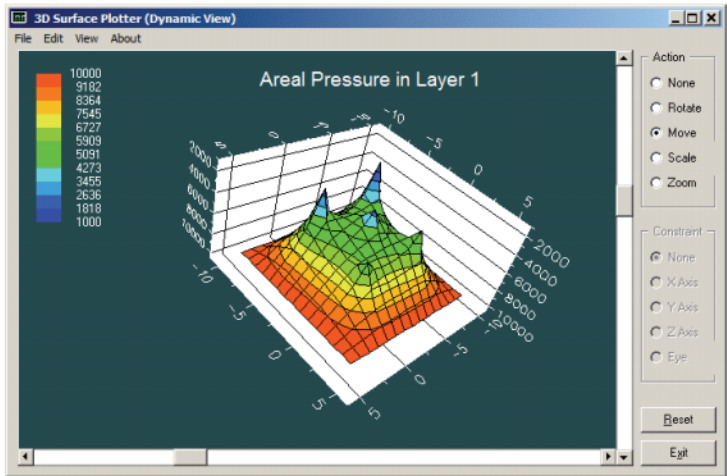 3D Surface Plotter (Dynamic View)
File Edit View About
Areal Pressure in Layer 1
10000
9182
8364
7545
6727
5909
5091
4273
3455
2636
1818
1000
2000
4000
6000
8000
10000
-10
-5
0
5
2000
4000
6000
8000
10000
-10
-5
0
5
0
5
0
Action
None
Rotate
Move
Scale
Zoom
Constraint
None
X Axis
Y Axis
Z Axis
Eye
Reset
Exit